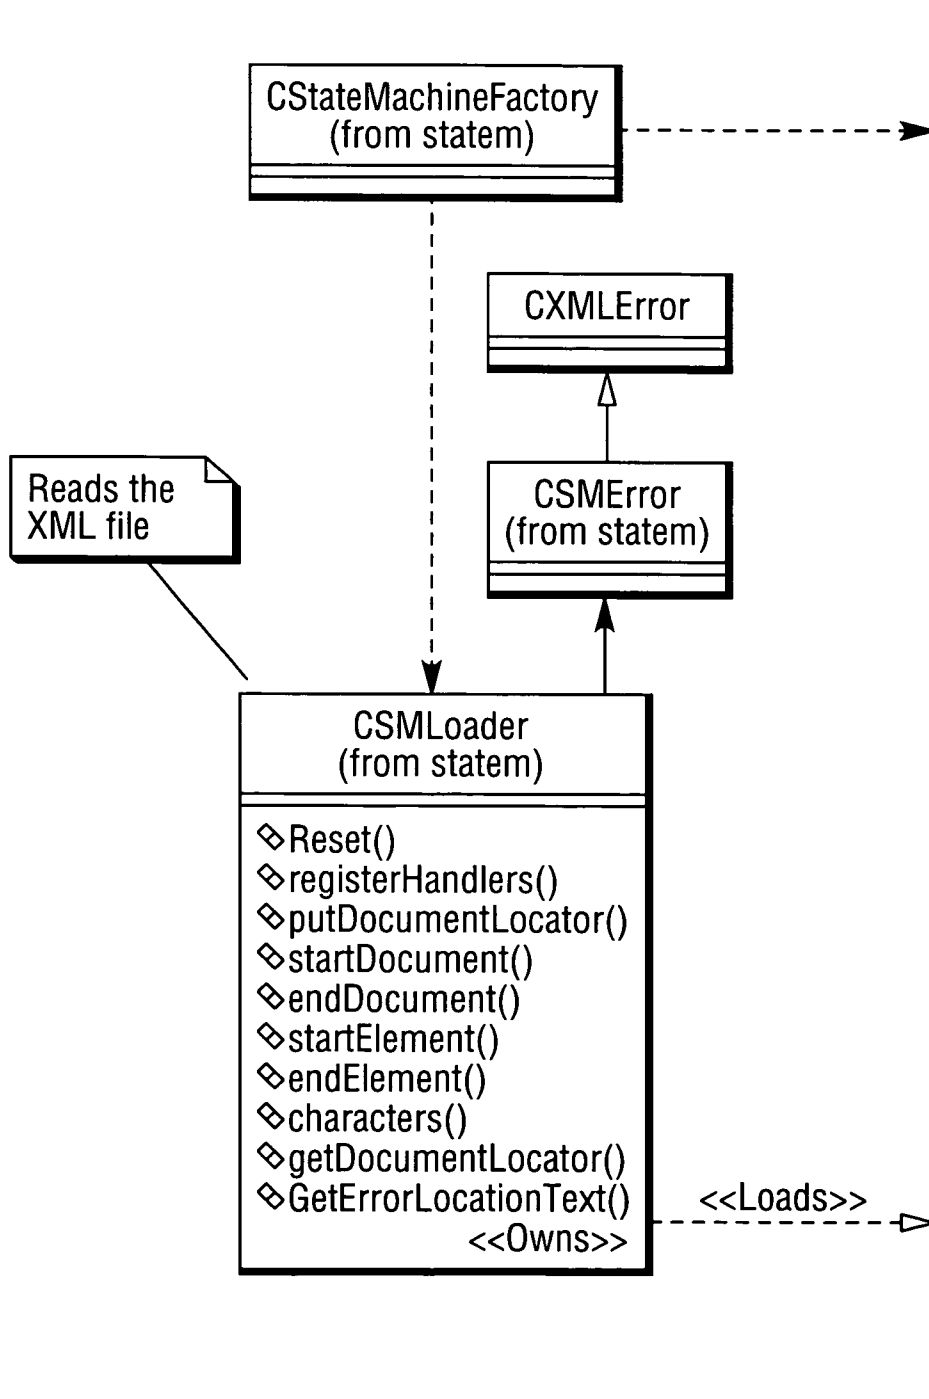 CStateMachineFactory
(from statem)
CXMLError
Reads the
XML file
CSMError
(from statem)
CSMLoader
(from statem)
Reset()
registerHandlers()
putDocumentLocator()
startDocument()
endDocument()
startElement()
endElement()
characters()
getDocumentLocator()
GetErrorLocationText()
<<Loads>>
<<Owns>>